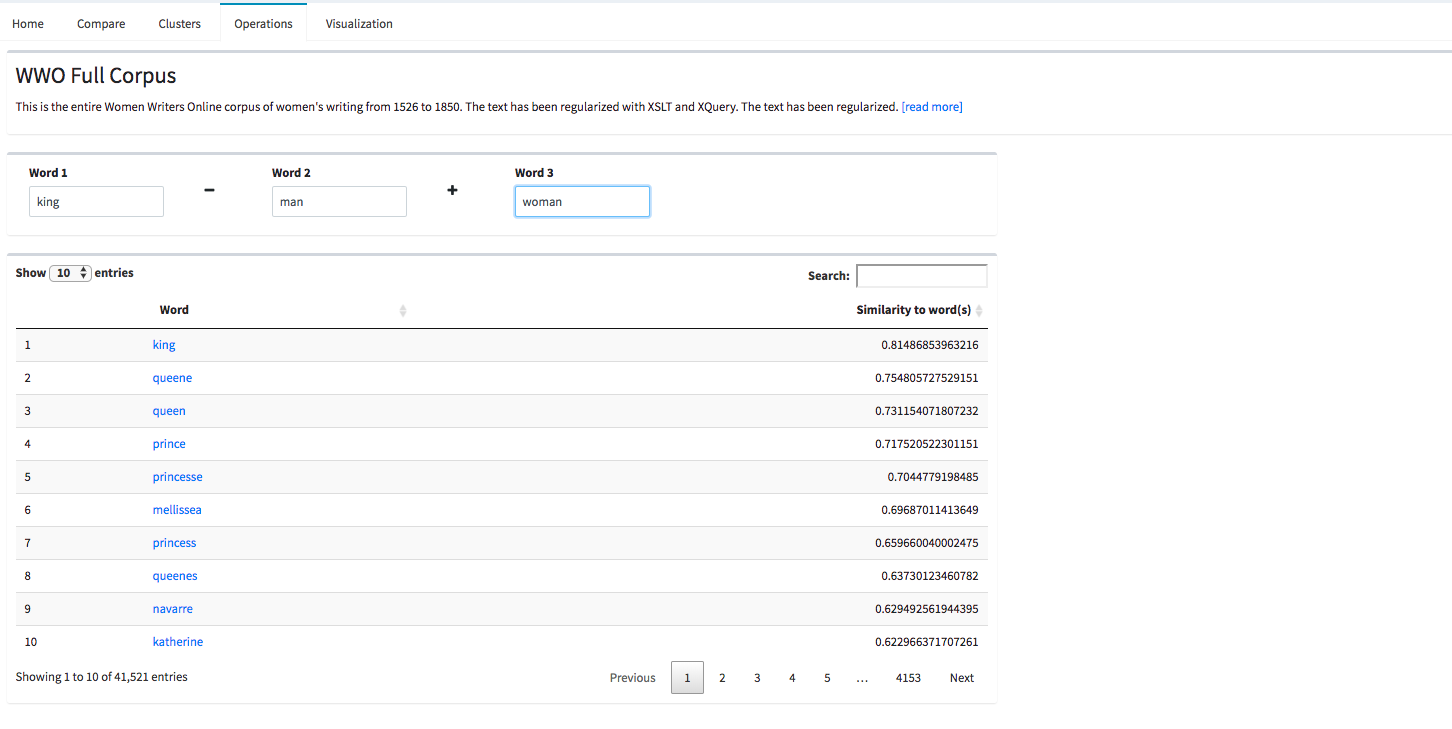 Home Compare Clusters Operations Visualization
WWO Full Corpus
This is the entire Women Writers Online corpus of women's writing from 1526 to 1850. The text has been regularized with XSLT and XQuery. The text has been regularized. [read more]
Word 1 Word 2 Word 3
king − man + woman
Show 10 entries Search:
Word Similarity to word(s)
1 king 0.81486853963216
2 queene 0.754805727529151
3 queen 0.731154071807232
4 prince 0.717520522301151
5 princesse 0.7044779198485
6 mellissea 0.69687011413649
7 princess 0.659660040002475
8 queenes 0.63730123460782
9 navarre 0.629492561944395
10 katherine 0.622966371707261
Showing 1 to 10 of 41,521 entries Previous 1 2 3 4 5 … 4153 Next